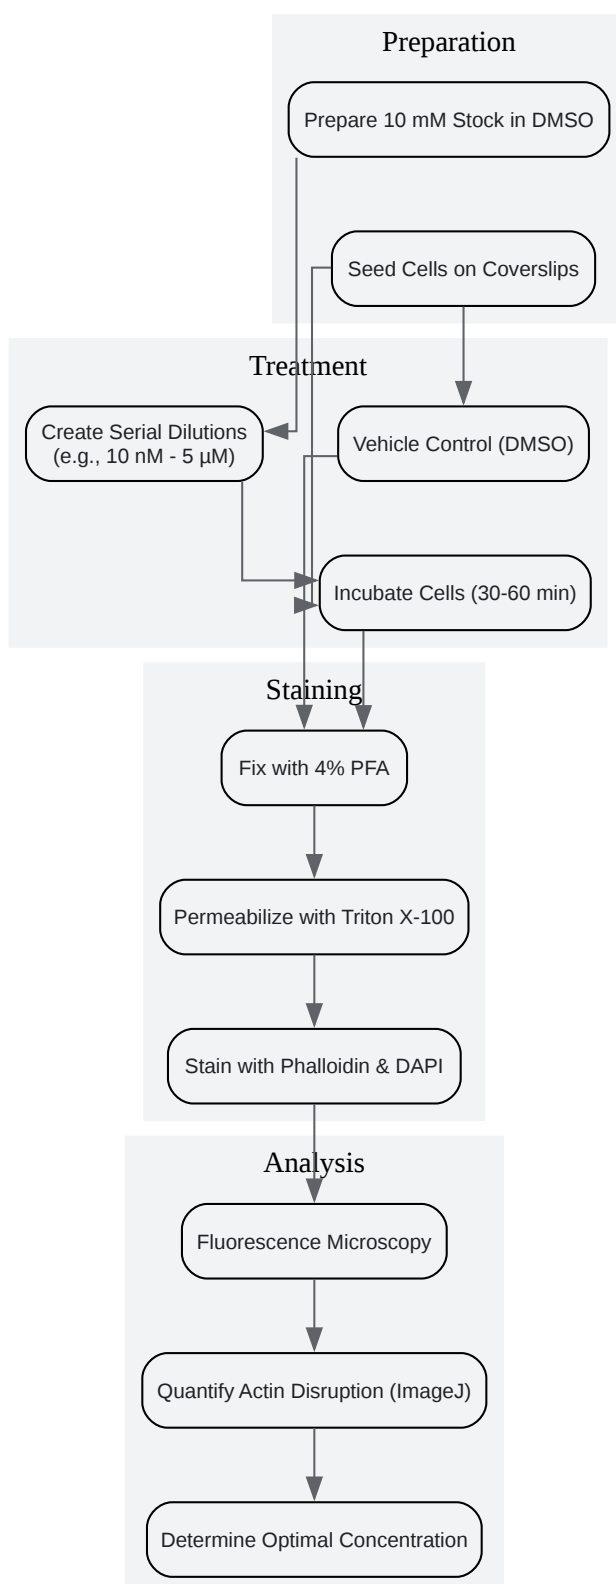 Preparation
Prepare 10 mM Stock in DMSO
Seed Cells on Coverslips
Treatment
Create Serial Dilutions
(e.g., 10 nM - 5 µM)
Vehicle Control (DMSO)
Incubate Cells (30-60 min)
Staining
Fix with 4% PFA
Permeabilize with Triton X-100
Stain with Phalloidin & DAPI
Analysis
Fluorescence Microscopy
Quantify Actin Disruption (ImageJ)
Determine Optimal Concentration